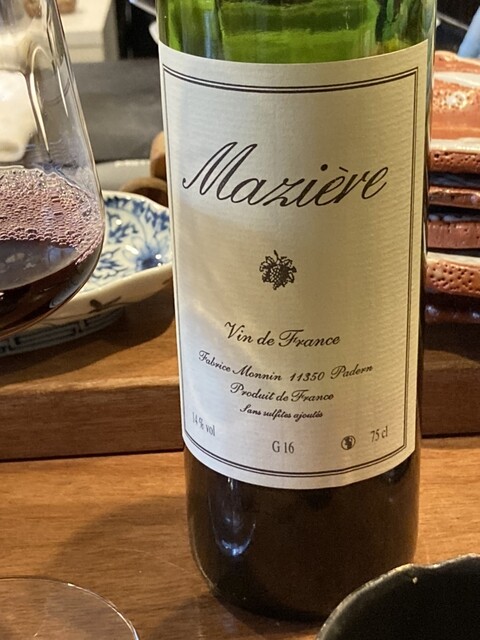 Mazière
Vin de France
Fabrice Monnin 11350 Padern
Produit de France
Sans sulfites ajoutés
14% vol G 16 75 cl